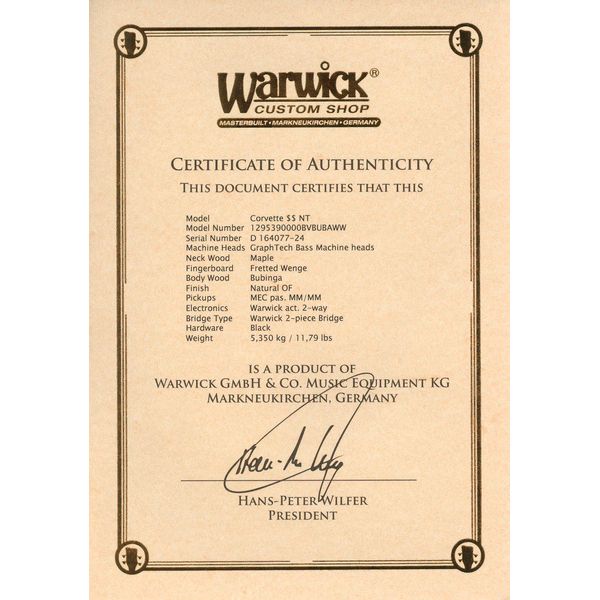 Warwick®
CUSTOM SHOP
MASTERBUILT • MARKNEUKIRCHEN • GERMANY
CERTIFICATE OF AUTHENTICITY
THIS DOCUMENT CERTIFIES THAT THIS
Model Corvette $$ NT
Model Number 1295390000BVBUBAWW
Serial Number D 164077-24
Machine Heads GraphTech Bass Machine heads
Neck Wood Maple
Fingerboard Fretted Wenge
Body Wood Bubinga
Finish Natural OF
Pickups MEC pas. MM/MM
Electronics Warwick act. 2-way
Bridge Type Warwick 2-piece Bridge
Hardware Black
Weight 5,350 kg / 11,79 lbs
IS A PRODUCT OF
WARWICK GMBH & CO. MUSIC EQUIPMENT KG
MARKNEUKIRCHEN, GERMANY
HANS-PETER WILFER
PRESIDENT